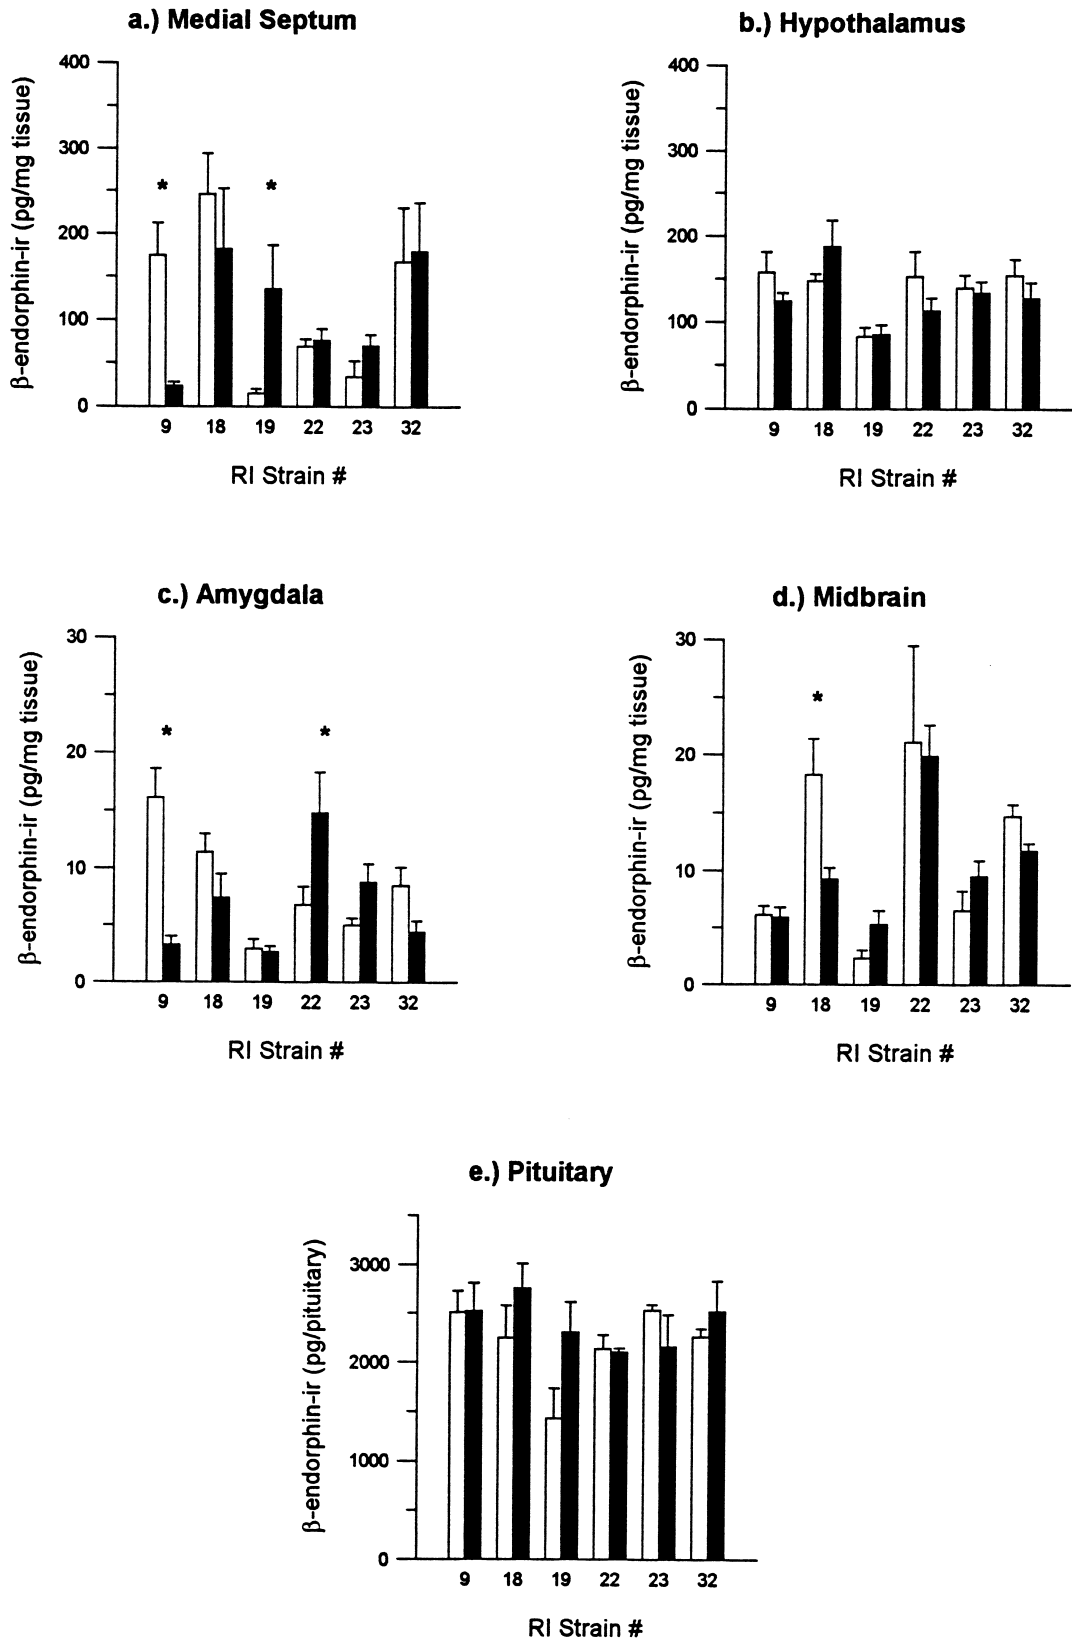 a.) Medial Septum
β-endorphin-ir (pg/mg tissue)
400
300
200
100
0
*
*
9 18 19 22 23 32
RI Strain #
b.) Hypothalamus
β-endorphin-ir (pg/mg tissue)
400
300
200
100
0
9 18 19 22 23 32
RI Strain #
c.) Amygdala
β-endorphin-ir (pg/mg tissue)
30
20
10
0
*
*
9 18 19 22 23 32
RI Strain #
d.) Midbrain
β-endorphin-ir (pg/mg tissue)
30
20
10
0
*
9 18 19 22 23 32
RI Strain #
e.) Pituitary
β-endorphin-ir (pg/pituitary)
3000
2000
1000
0
9 18 19 22 23 32
RI Strain #